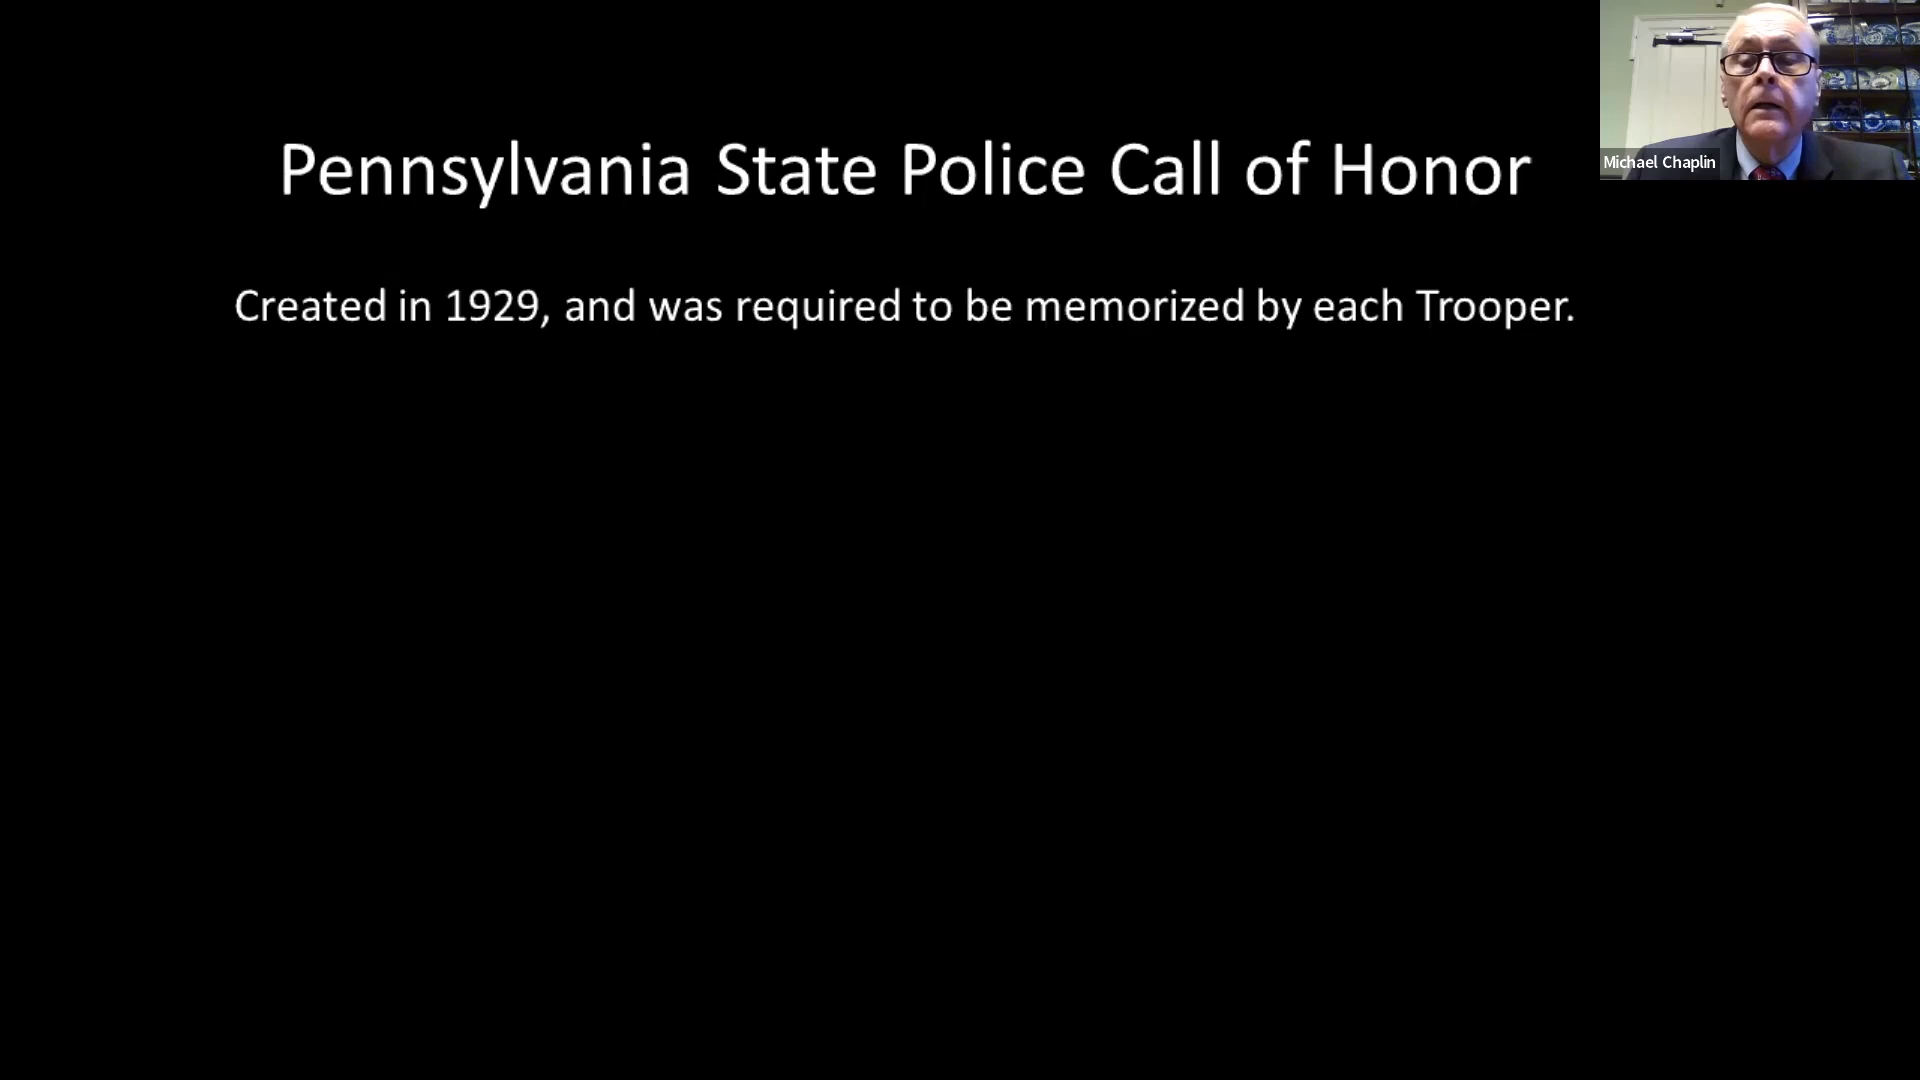 Pennsylvania State Police Call of Honor
Created in 1929, and was required to be memorized by each Trooper.
Michael Chaplin